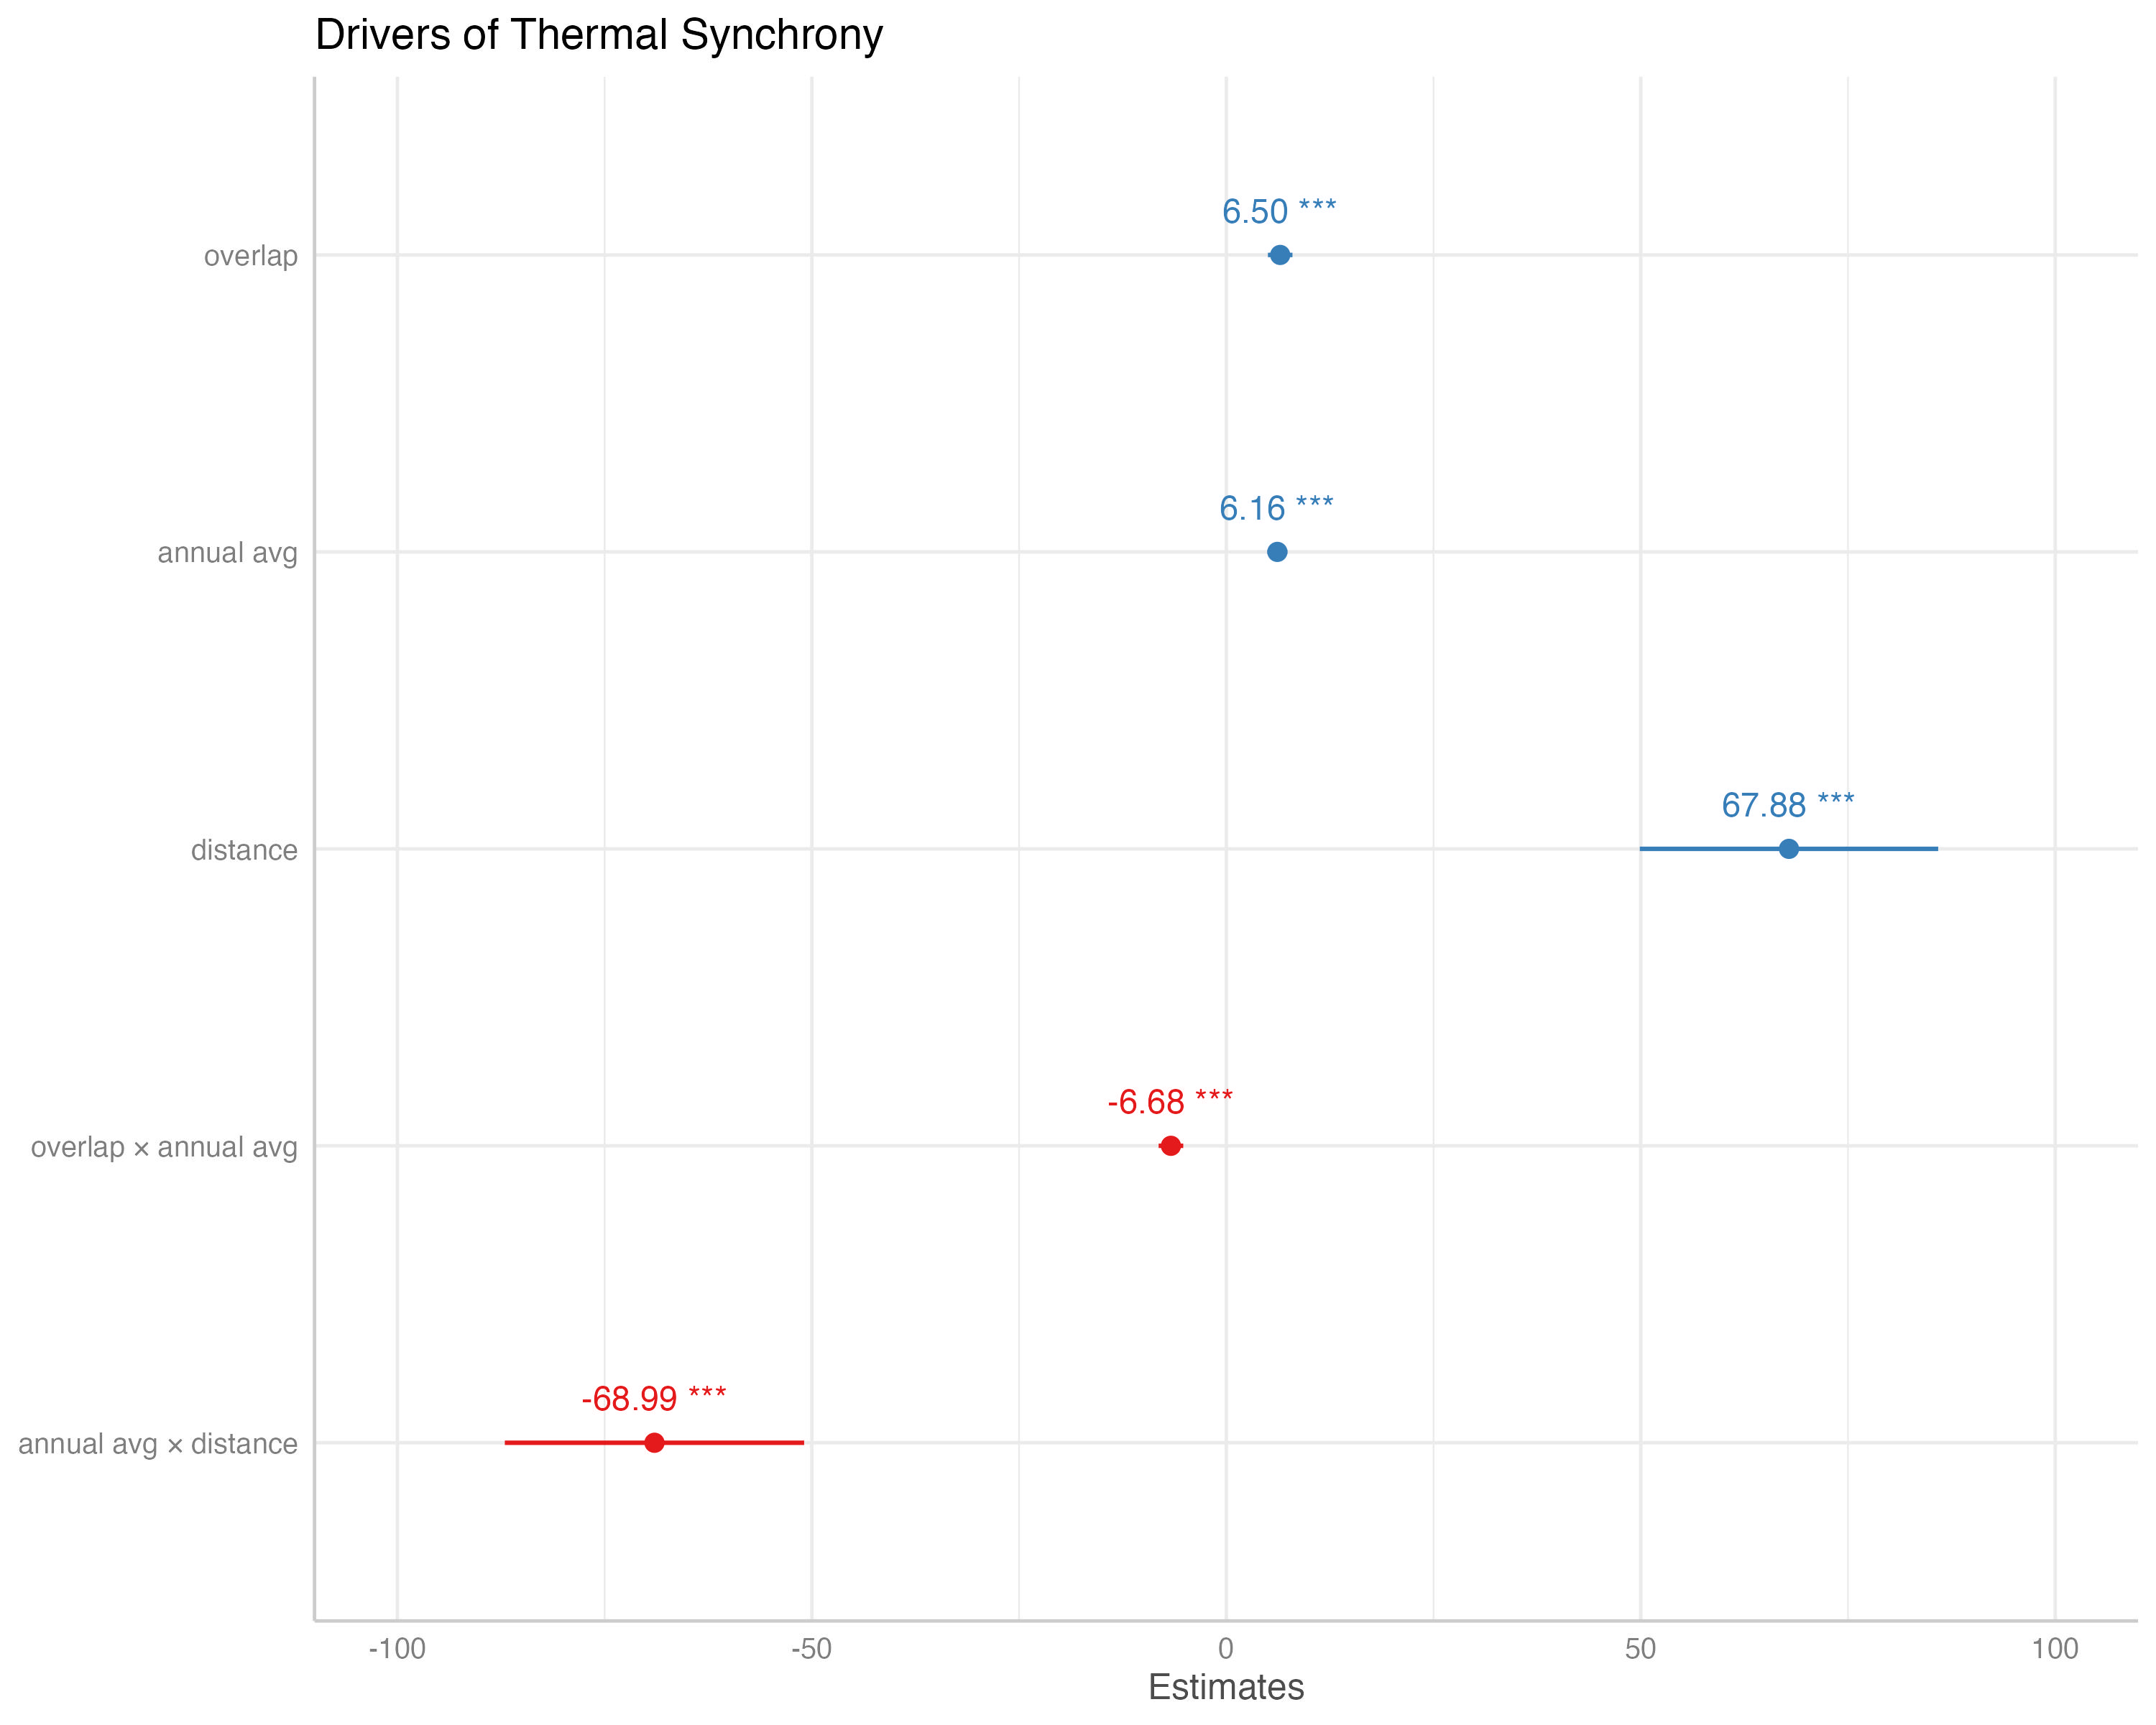 Drivers of Thermal Synchrony
overlap
6.50 ***
annual avg
6.16 ***
distance
67.88 ***
overlap × annual avg
-6.68 ***
annual avg × distance
-68.99 ***
-100 -50 0 50 100
Estimates